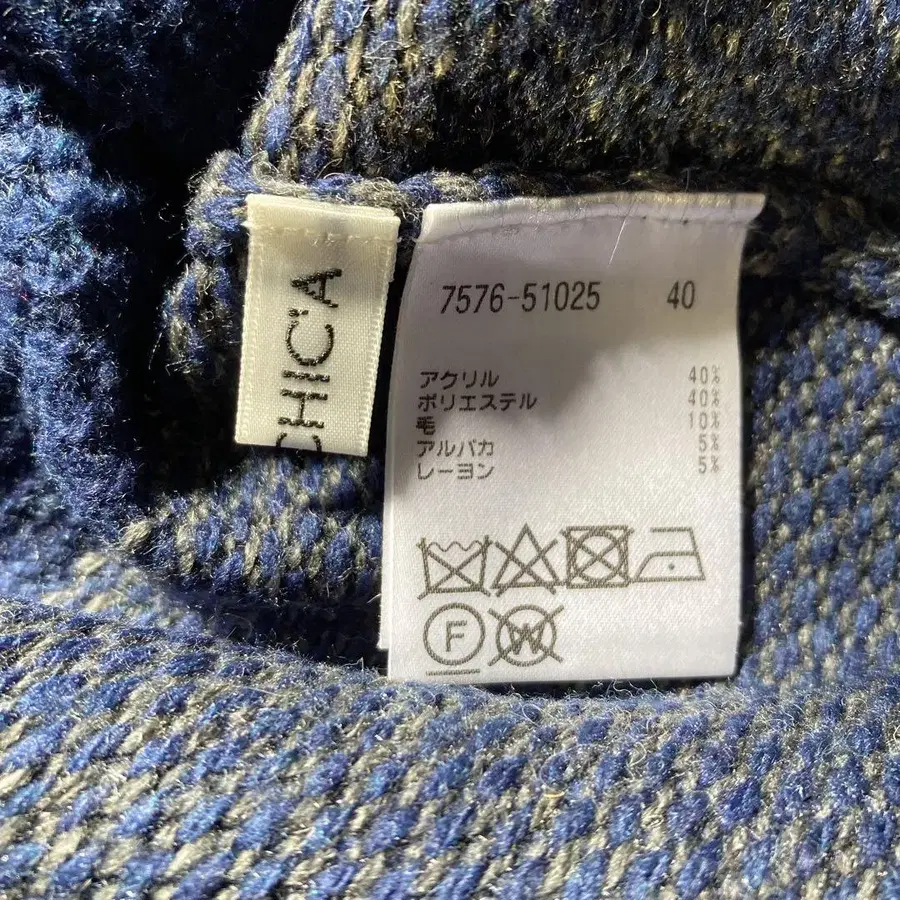 CHIC'A
7576-51025 40
アクリル 40%
ポリエステル 40%
毛 10%
アルパカ 5%
レーヨン 5%
F W